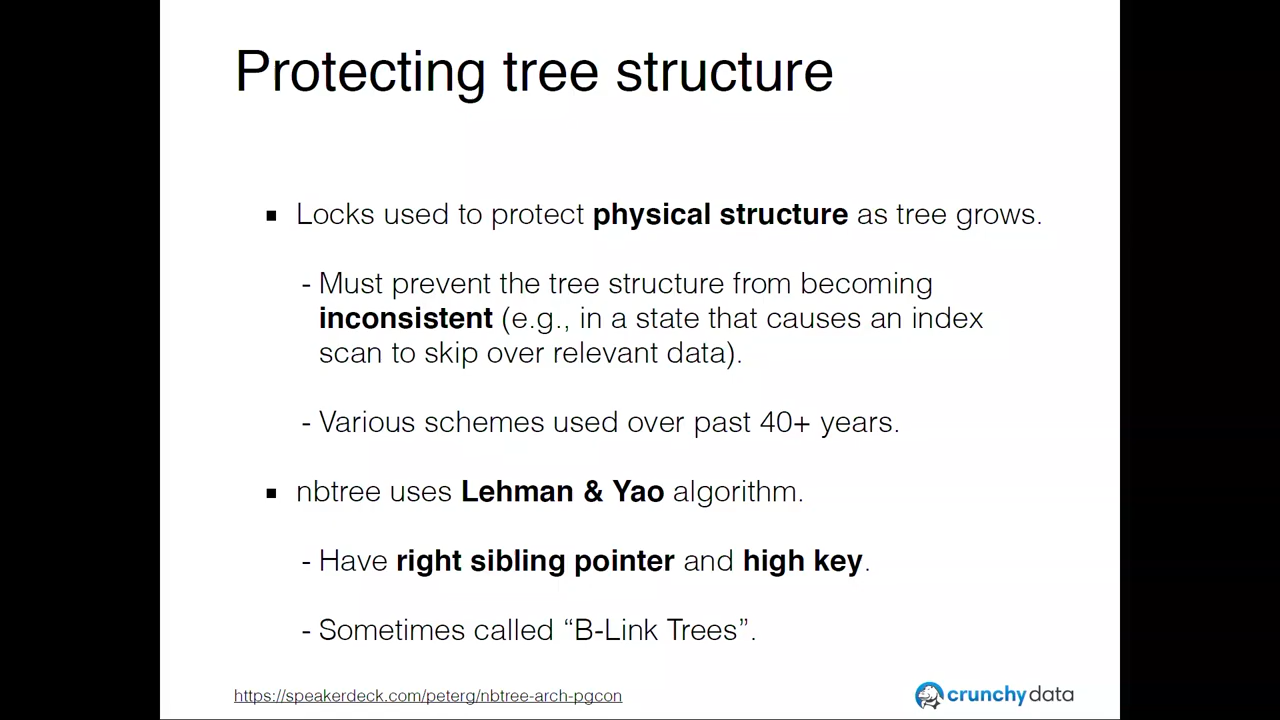 Protecting tree structure
▪ Locks used to protect physical structure as tree grows.
- Must prevent the tree structure from becoming
inconsistent (e.g., in a state that causes an index
scan to skip over relevant data).
- Various schemes used over past 40+ years.
▪ nbtree uses Lehman & Yao algorithm.
- Have right sibling pointer and high key.
- Sometimes called “B-Link Trees”.
https://speakerdeck.com/peterg/nbtree-arch-pgcon
crunchydata